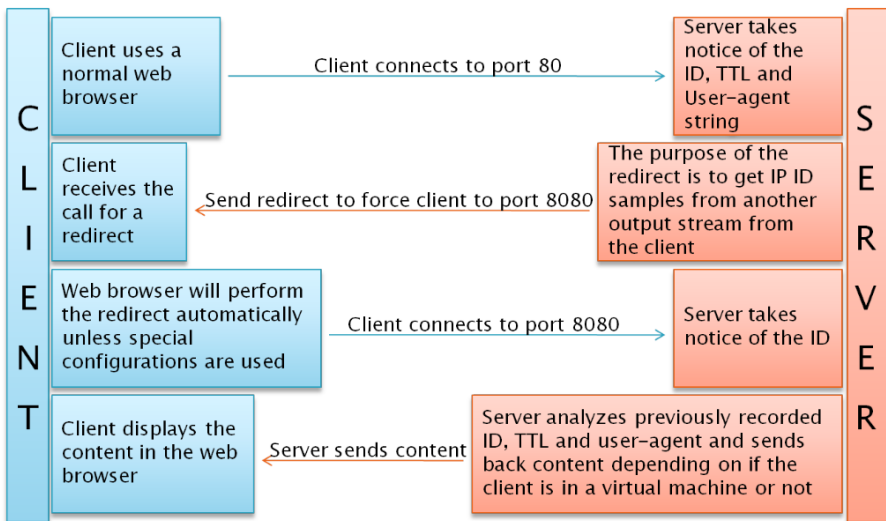 CLIENT
SERVER
Client uses a
normal web
browser
Client connects to port 80
Server takes
notice of the
ID, TTL and
User-agent
string
Client
receives the
call for a
redirect
Send redirect to force client to port 8080
The purpose of the
redirect is to get IP ID
samples from another
output stream from
the client
Web browser will perform
the redirect automatically
unless special
configurations are used
Client connects to port 8080
Server takes
notice of the ID
Client displays the
content in the web
browser
Server sends content
Server analyzes previously recorded
ID, TTL and user-agent and sends
back content depending on if the
client is in a virtual machine or not